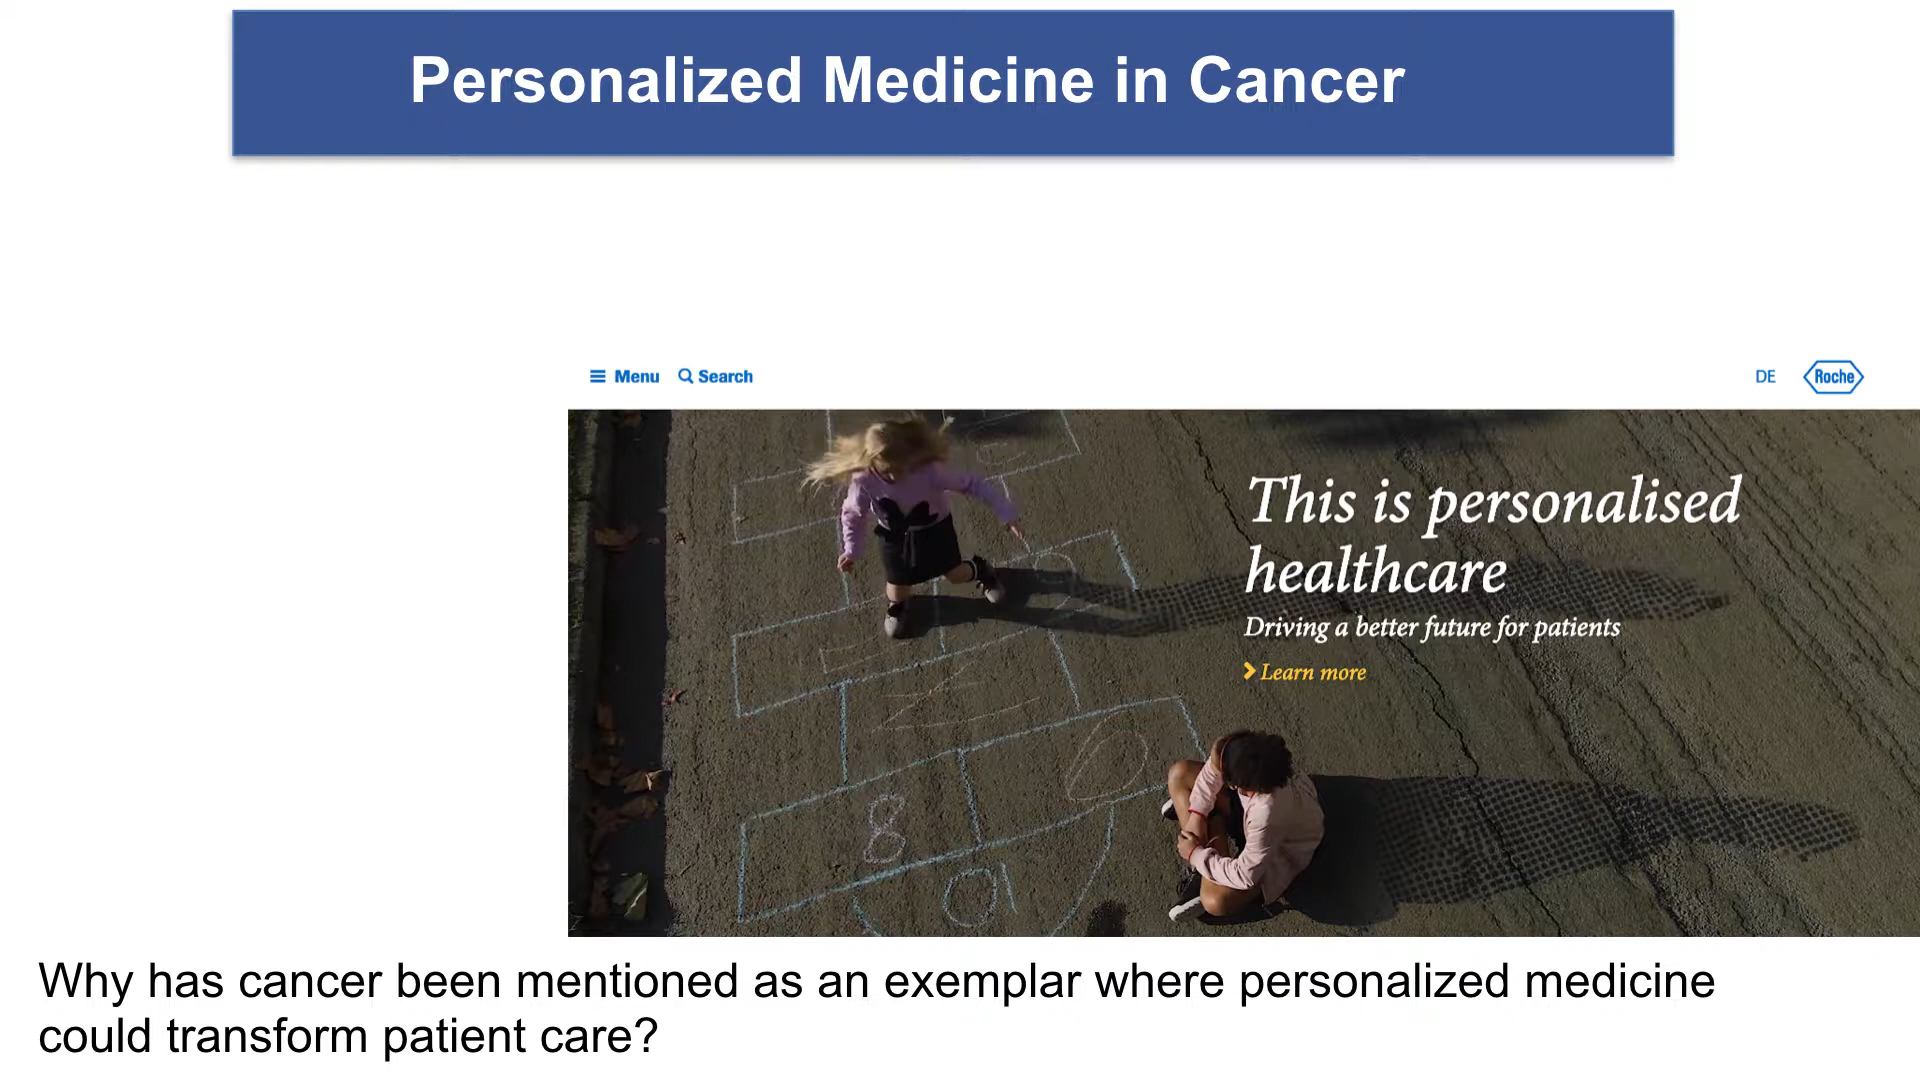 Personalized Medicine in Cancer
Menu Search DE Roche
This is personalised
healthcare
Driving a better future for patients
Learn more
8
Why has cancer been mentioned as an exemplar where personalized medicine
could transform patient care?